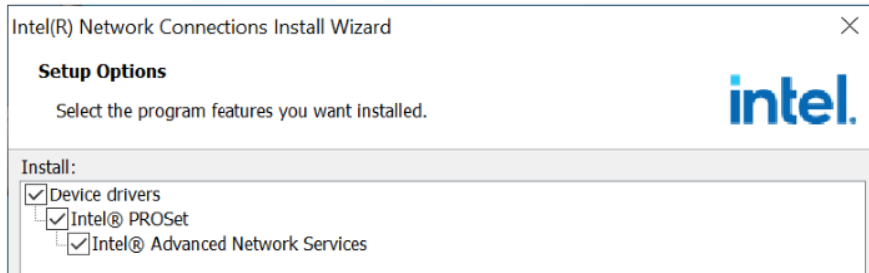 Intel(R) Network Connections Install Wizard
Setup Options
Select the program features you want installed.
intel.
Install:
Device drivers
Intel® PROSet
Intel® Advanced Network Services